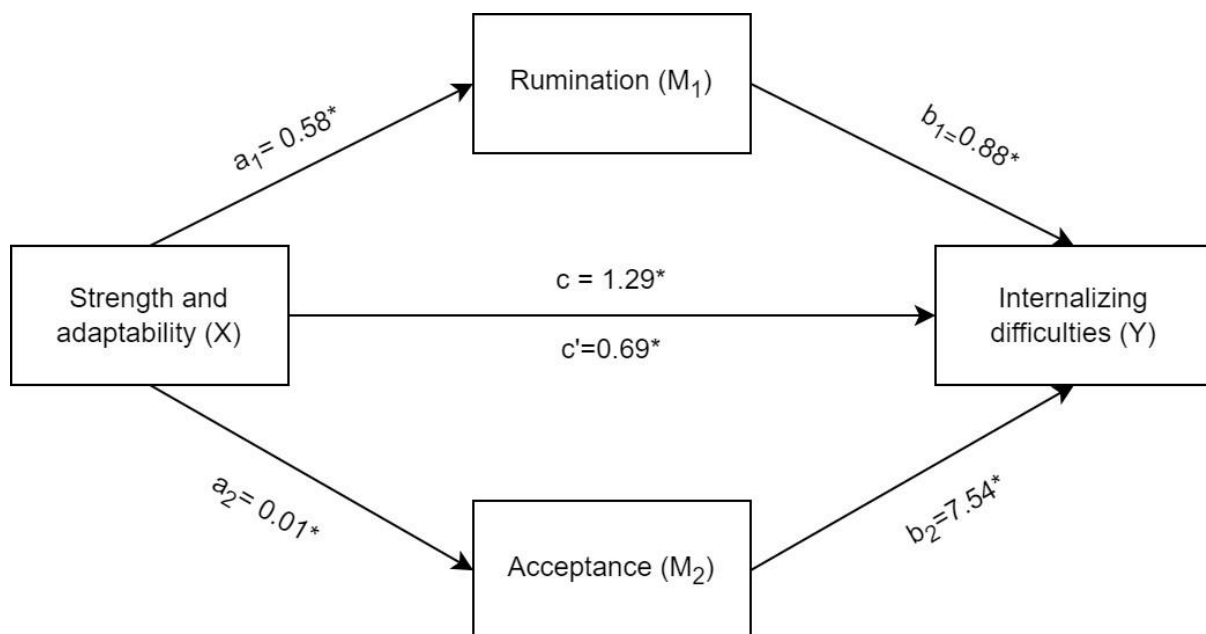 Rumination (M₁)
a₁= 0.58*
b₁=0.88*
Strength and
adaptability (X)
c = 1.29*
c'=0.69*
Internalizing
difficulties (Y)
a₂= 0.01*
b₂=7.54*
Acceptance (M₂)